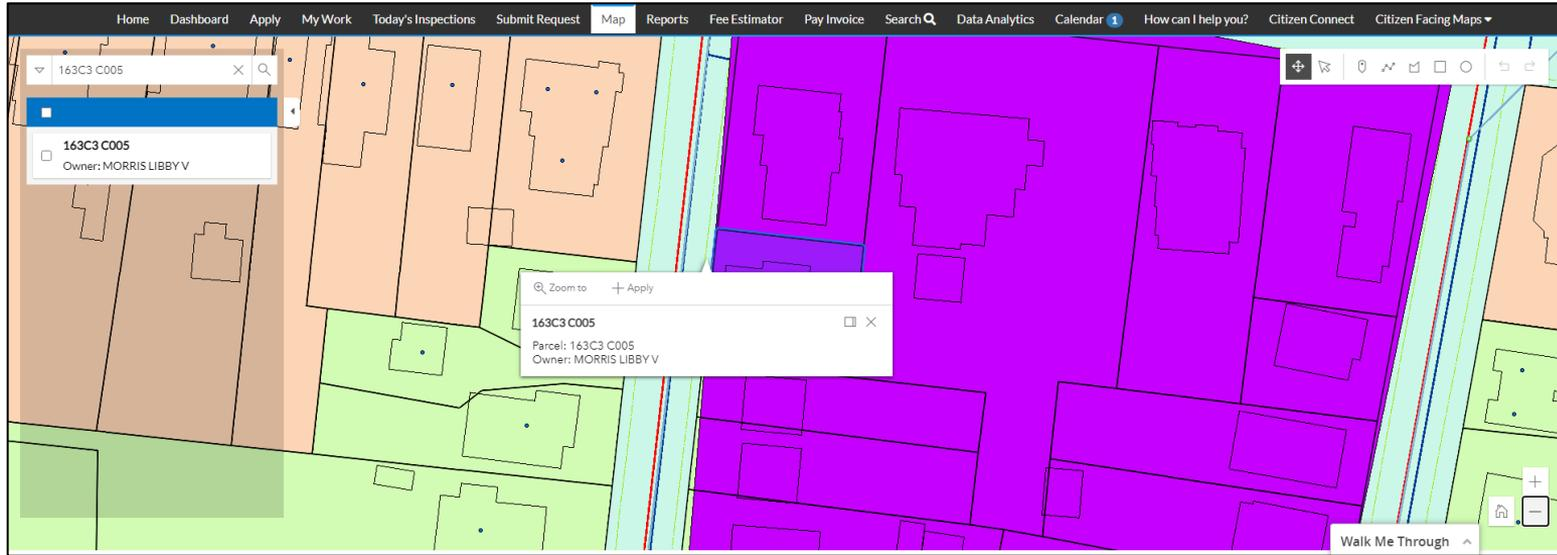 Home Dashboard Apply My Work Today's Inspections Submit Request Map Reports Fee Estimator Pay Invoice Search Data Analytics Calendar 1 How can I help you? Citizen Connect Citizen Facing Maps
163C3 C005
163C3 C005
Owner: MORRIS LIBBY V
Zoom to Apply
163C3 C005
Parcel: 163C3 C005
Owner: MORRIS LIBBY V
Walk Me Through